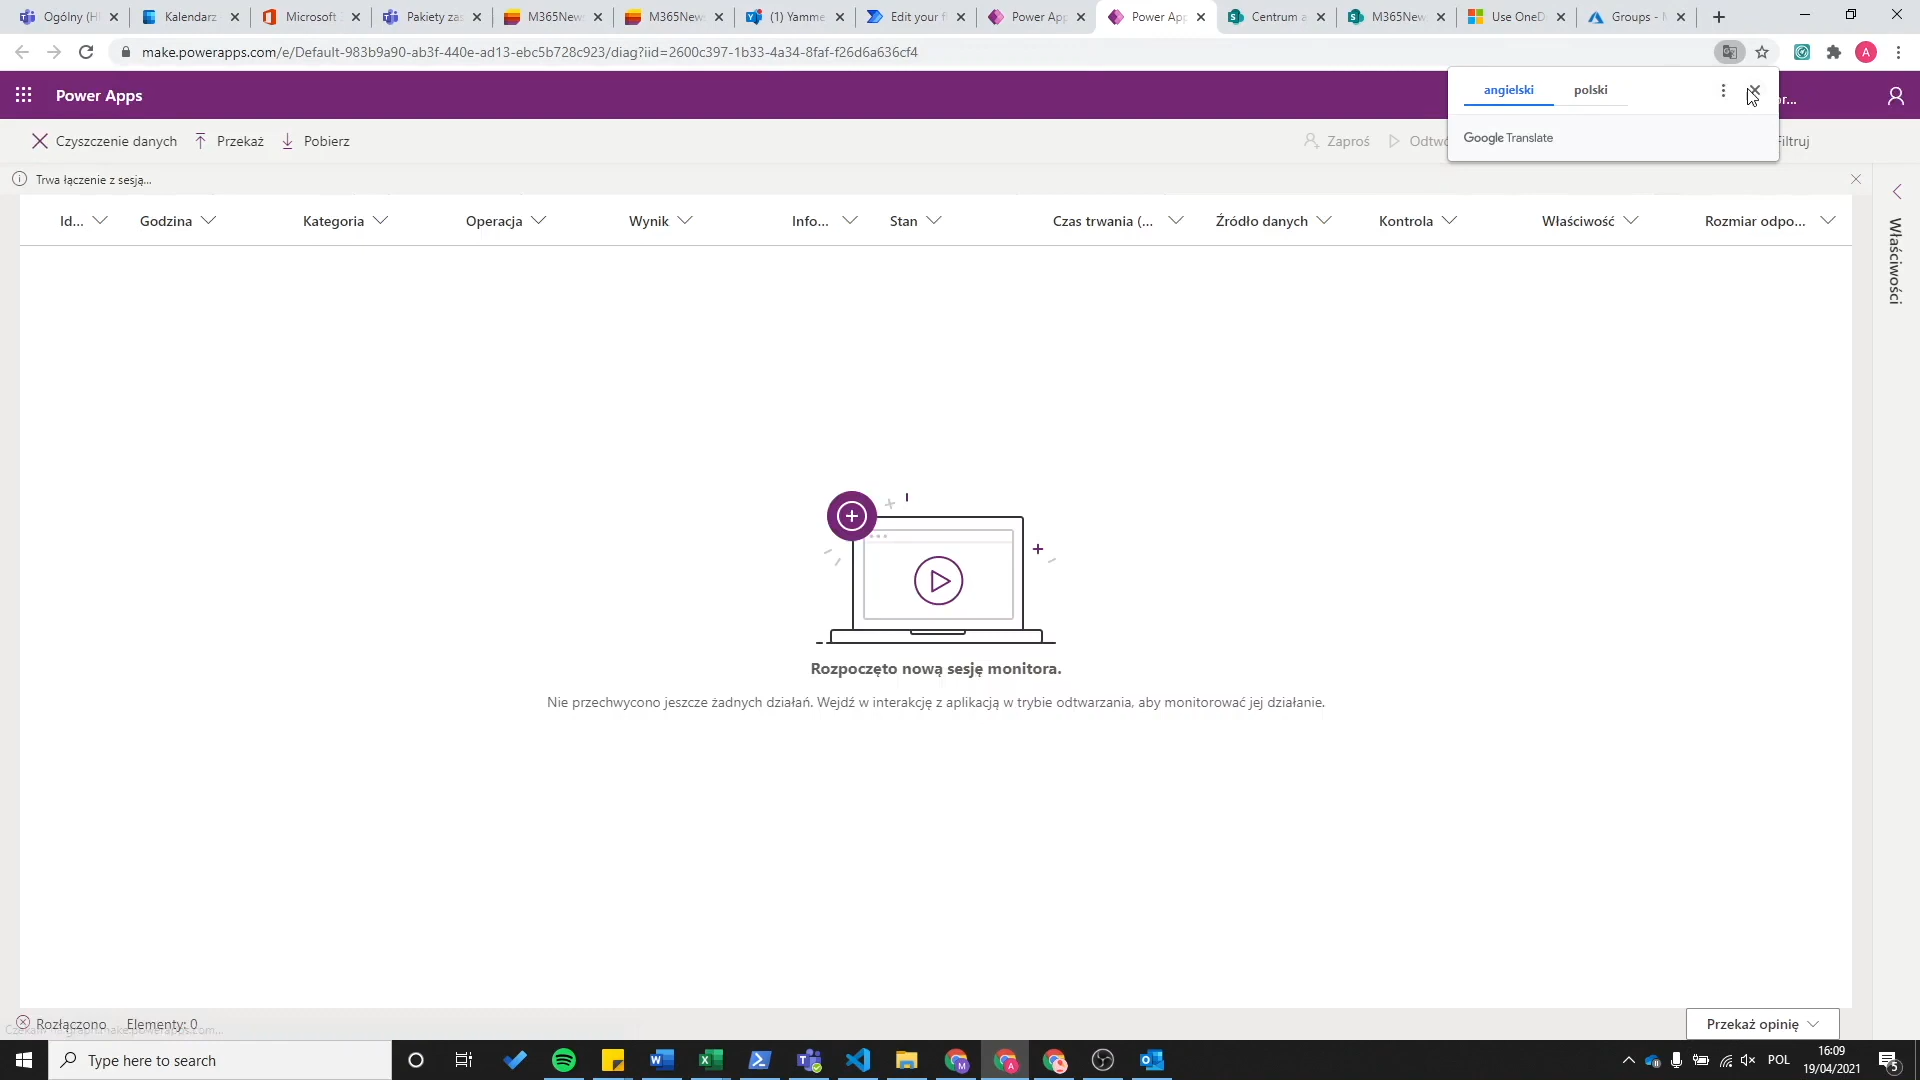 Ogólny (H
Kalendarz
Microsoft
Pakiety zas
M365New
M365New
(1) Yamme
Edit your f
Power App
Power App
Centrum a
M365New
Use OneD
Groups -
make.powerapps.com/e/Default-983b9a90-ab3f-440e-ad13-ebc5b728c923/diag?iid=2600c397-1b33-4a34-8faf-f26d6a636cf4
A
Power Apps
angielski polski
or...
Google Translate
Czyszczenie danych Przekaż Pobierz
Zaproś Odtwó
Filtruj
Trwa łączenie z sesją...
Id... Godzina Kategoria Operacja Wynik Info... Stan Czas trwania (... Źródło danych Kontrola Właściwość Rozmiar odpo...
Właściwości
Rozpoczęto nową sesję monitora.
Nie przechwycono jeszcze żadnych działań. Wejdź w interakcję z aplikacją w trybie odtwarzania, aby monitorować jej działanie.
Rozłączono Elementy: 0
Przekaż opinię
Type here to search
POL
16:09
19/04/2021
5